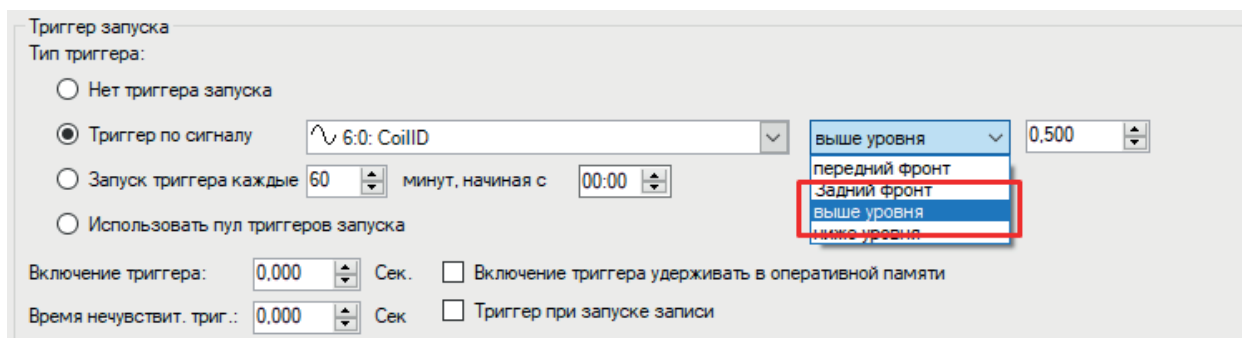 Триггер запуска
Тип триггера:
Нет триггера запуска
Триггер по сигналу 6:0: CoilID выше уровня 0,500
передний фронт
Задний фронт
выше уровня
ниже уровня
Запуск триггера каждые 60 минут, начиная с 00:00
Использовать пул триггеров запуска
Включение триггера: 0,000 Сек. Включение триггера удерживать в оперативной памяти
Время нечувствит. триг.: 0,000 Сек Триггер при запуске записи